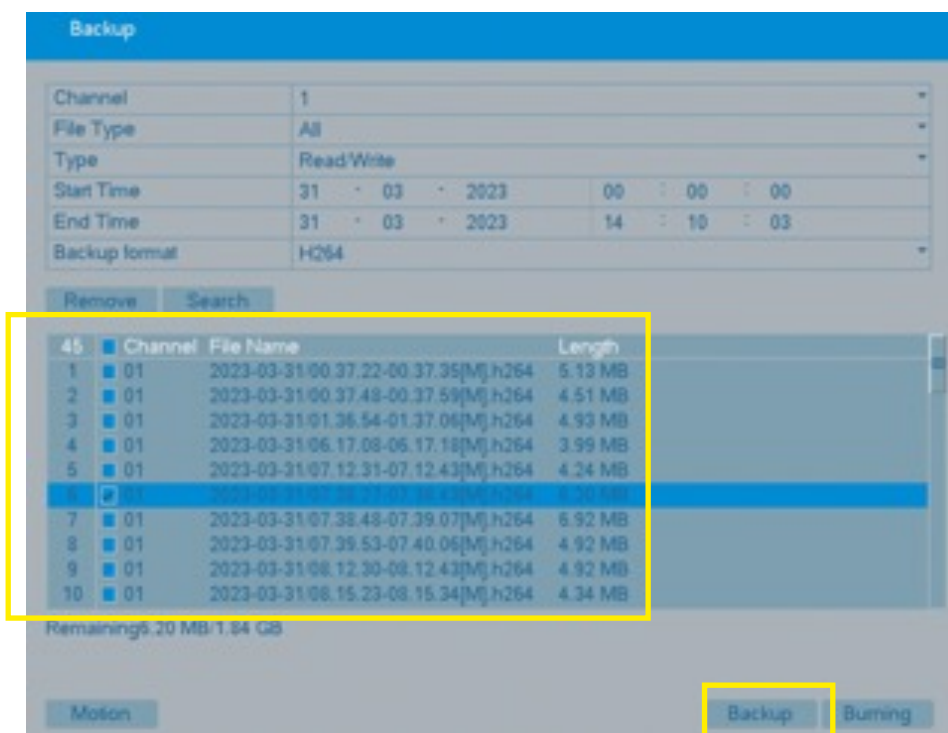 Backup
Channel 1
File Type All
Type Read/Write
Start Time 31 - 03 - 2023 00 : 00 : 00
End Time 31 - 03 - 2023 14 : 10 : 03
Backup format H264
Remove Search
45 Channel File Name Length
1 01 2023-03-31/00.37.22-00.37.35[M].h264 5.13 MB
2 01 2023-03-31/00.37.48-00.37.59[M].h264 4.51 MB
3 01 2023-03-31/01.36.54-01.37.06[M].h264 4.93 MB
4 01 2023-03-31/06.17.08-06.17.18[M].h264 3.99 MB
5 01 2023-03-31/07.12.31-07.12.43[M].h264 4.24 MB
6 01 MB
7 01 2023-03-31/07.38.48-07.39.07[M].h264 6.92 MB
8 01 2023-03-31/07.39.53-07.40.06[M].h264 4.92 MB
9 01 2023-03-31/08.12.30-08.12.43[M].h264 4.92 MB
10 01 2023-03-31/08.15.23-08.15.34[M].h264 4.34 MB
Remaining6.20 MB/1.84 GB
Motion Backup Burning